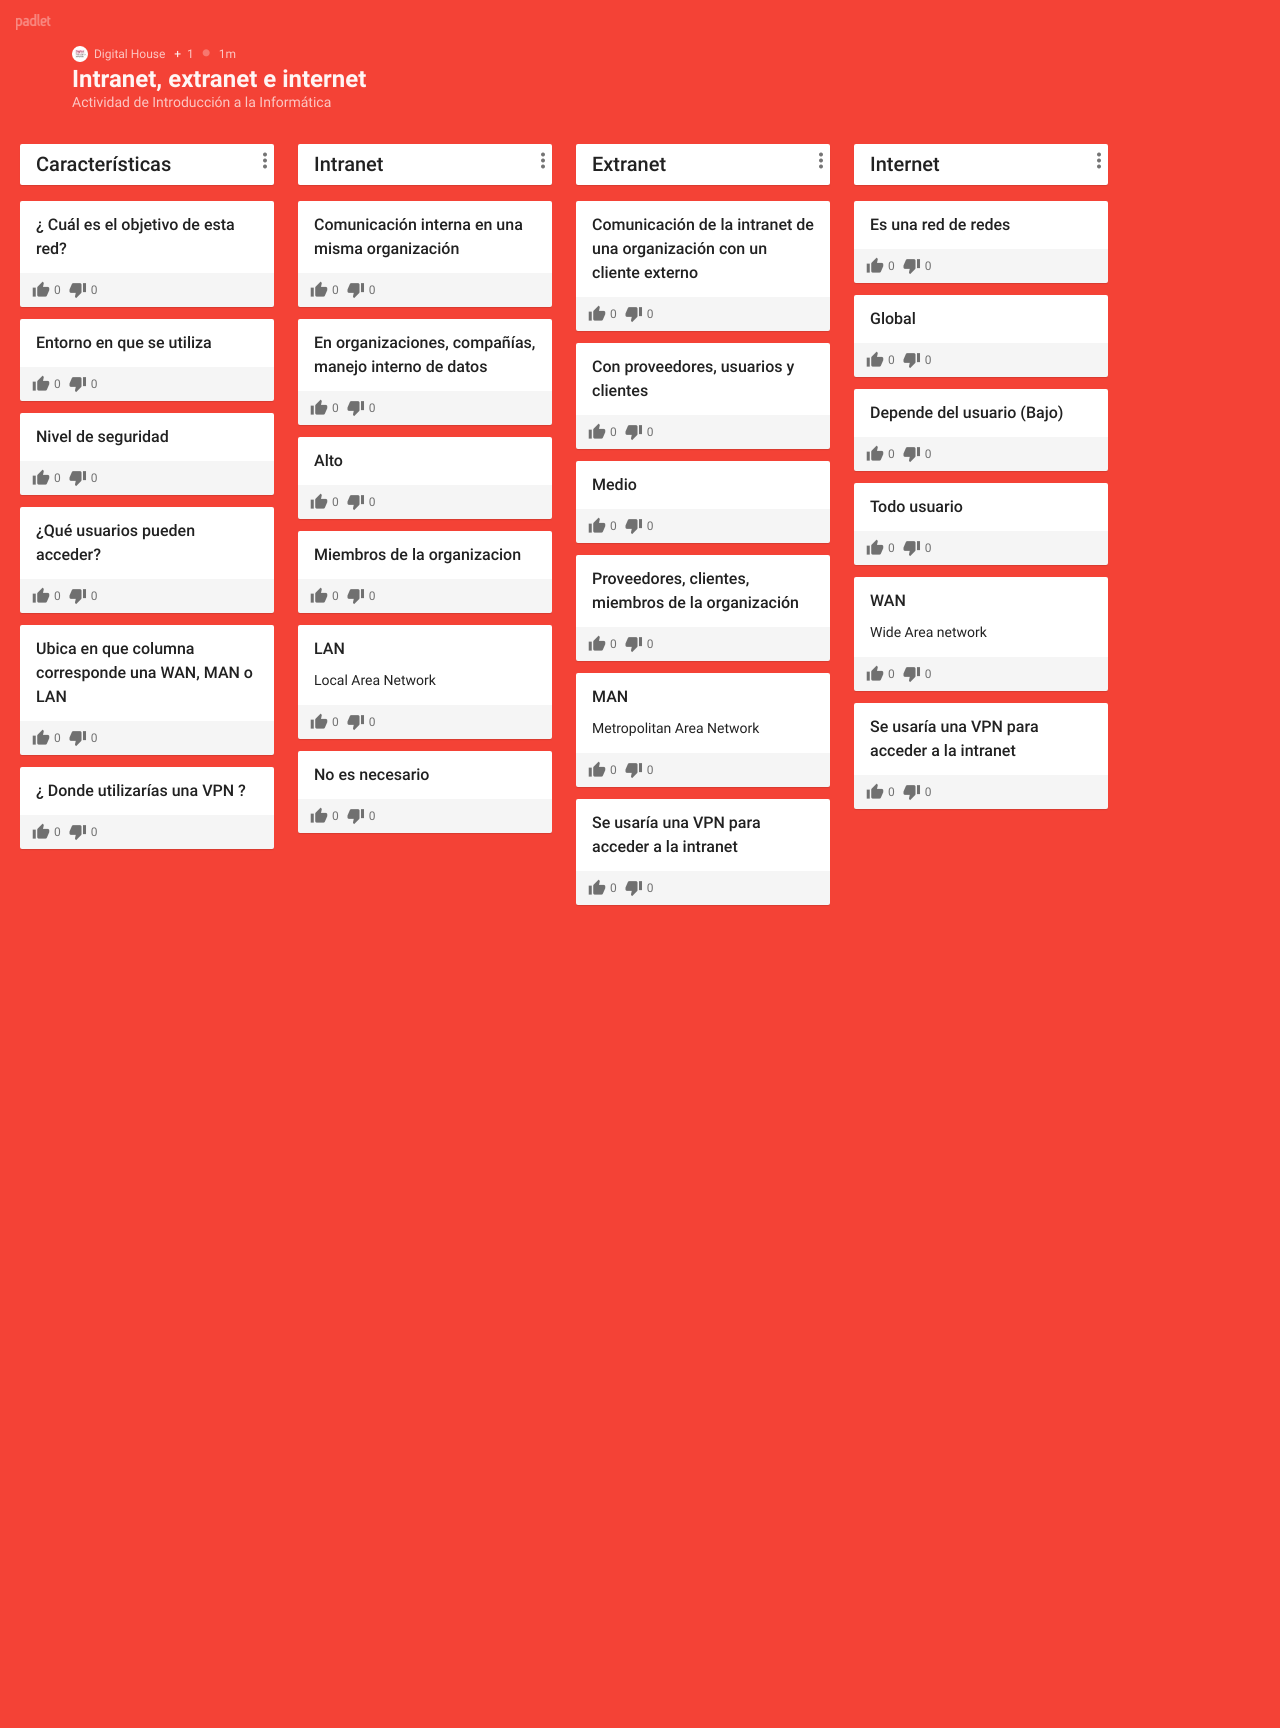 padlet
Digital House + 1 • 1m
Intranet, extranet e internet
Actividad de Introducción a la Informática
Características
¿ Cuál es el objetivo de esta
red?
0 0
Entorno en que se utiliza
0 0
Nivel de seguridad
0 0
¿Qué usuarios pueden
acceder?
0 0
Ubica en que columna
corresponde una WAN, MAN o
LAN
0 0
¿ Donde utilizarías una VPN ?
0 0
Intranet
Comunicación interna en una
misma organización
0 0
En organizaciones, compañías,
manejo interno de datos
0 0
Alto
0 0
Miembros de la organizacion
0 0
LAN
Local Area Network
0 0
No es necesario
0 0
Extranet
Comunicación de la intranet de
una organización con un
cliente externo
0 0
Con proveedores, usuarios y
clientes
0 0
Medio
0 0
Proveedores, clientes,
miembros de la organización
0 0
MAN
Metropolitan Area Network
0 0
Se usaría una VPN para
acceder a la intranet
0 0
Internet
Es una red de redes
0 0
Global
0 0
Depende del usuario (Bajo)
0 0
Todo usuario
0 0
WAN
Wide Area network
0 0
Se usaría una VPN para
acceder a la intranet
0 0